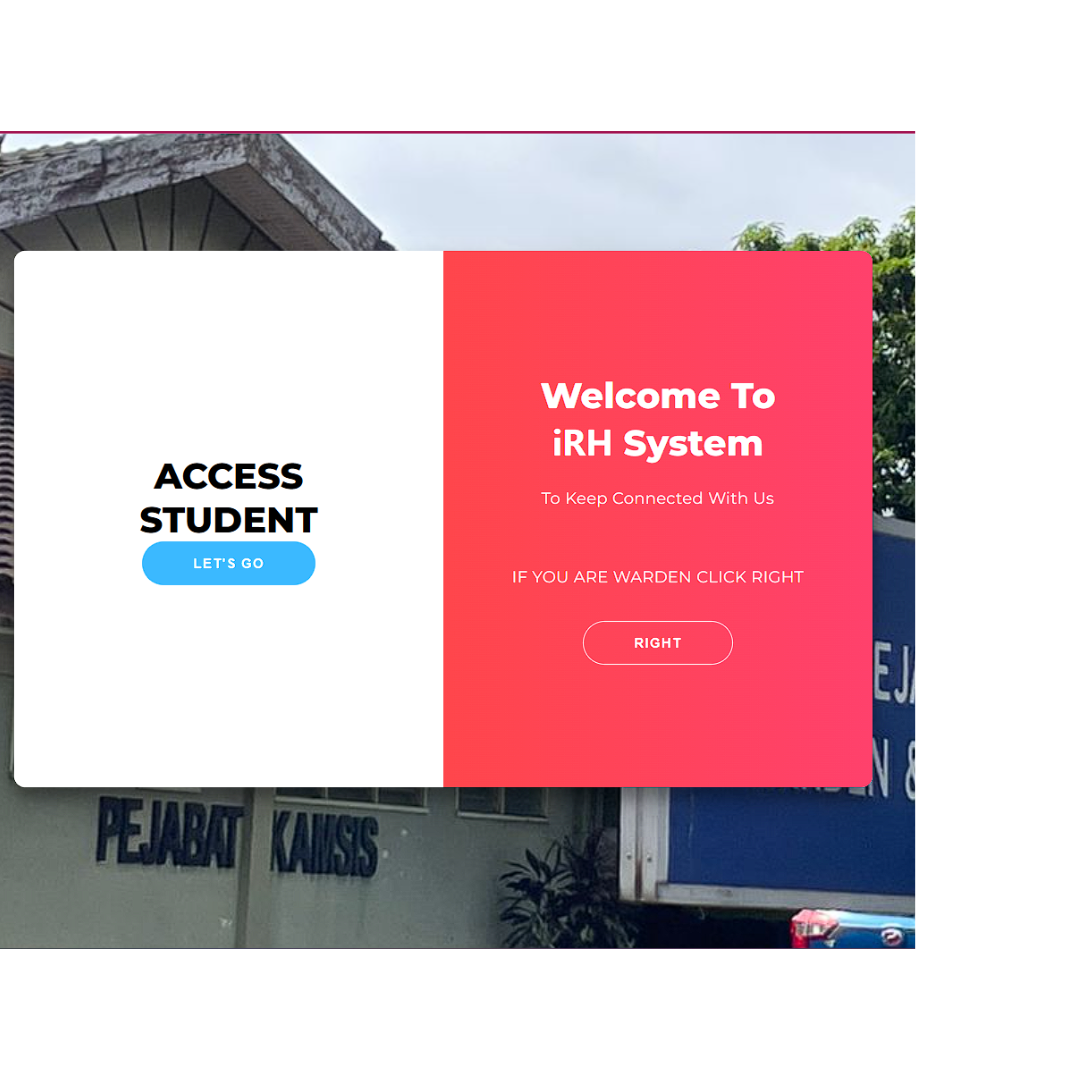 ACCESS
STUDENT
LET'S GO
Welcome To
iRH System
To Keep Connected With Us
IF YOU ARE WARDEN CLICK RIGHT
RIGHT
PEJABAT KAMSIS